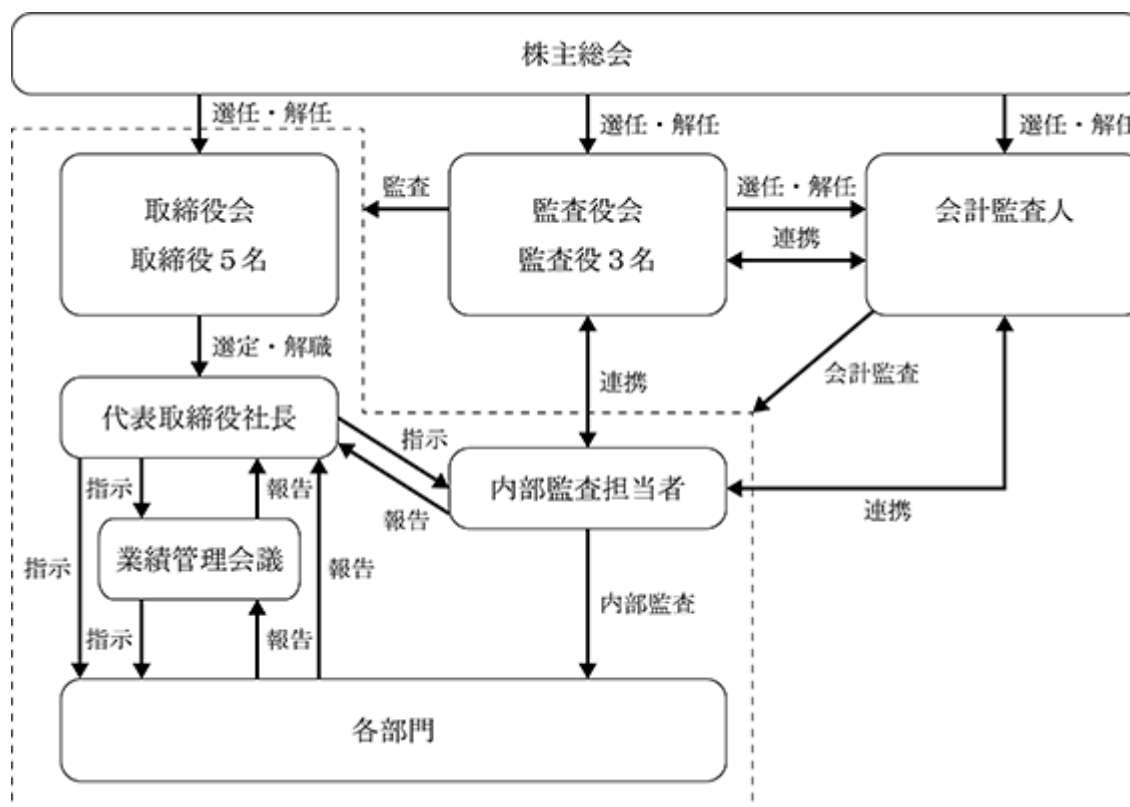 株主総会
選任・解任
選任・解任
選任・解任
取締役会
取締役5名
監査
監査役会
監査役3名
選任・解任
連携
会計監査人
選定・解職
連携
会計監査
代表取締役社長
指示
報告
内部監査担当者
連携
指示
報告
業績管理会議
指示
報告
内部監査
指示
報告
各部門